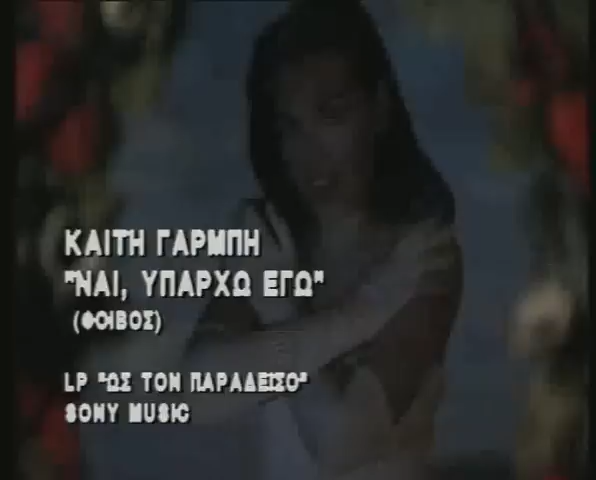 ΚΑΙΤΗ ΓΑΡΜΠΗ
"ΝΑΙ, ΥΠΑΡΧΩ ΕΓΩ"
(ΦΟΙΒΟΣ)
LP "ΩΣ ΤΟΝ ΠΑΡΑΔΕΙΣΟ"
SONY MUSIC